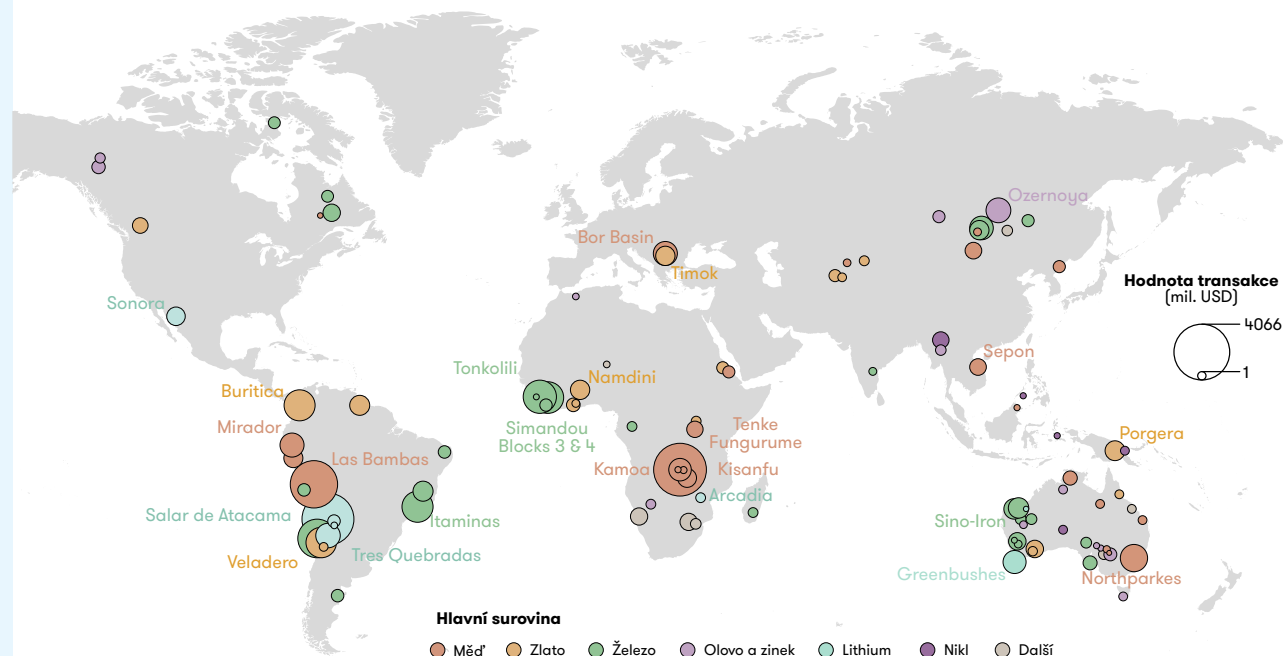 Ozernoya
Bor Basin
Timok
Hodnota transakce
(mil. USD)
4066
1
Sonora
Sepon
Tonkolili
Namdini
Buritica
Mirador
Simandou
Blocks 3 & 4
Tenke
Fungurume
Porgera
Las Bambas
Kamoa
Kisanfu
Arcadia
Salar de Atacama
Itaminas
Sino-Iron
Veladero
Tres Quebradas
Greenbushes
Northparkes
Hlavní surovina
Měď Zlato Železo Olovo a zinek Lithium Nikl Další